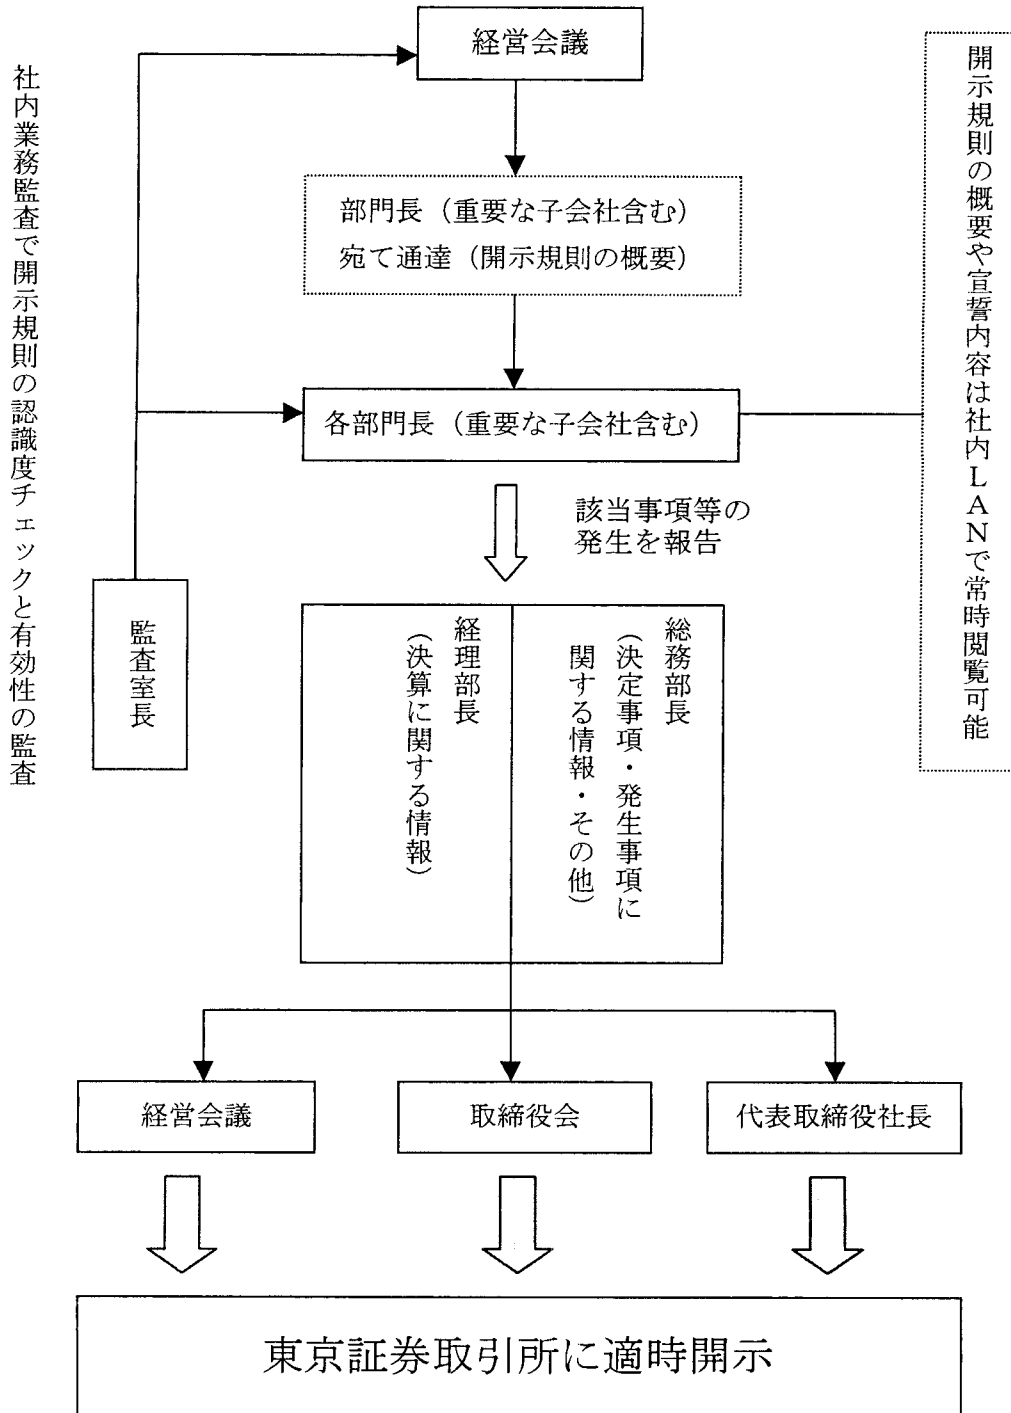 経営会議
社内業務監査で開示規則の認識度チェックと有効性の監査
開示規則の概要や宣誓内容は社内LANで常時閲覧可能
部門長（重要な子会社含む）
宛て通達（開示規則の概要）
各部門長（重要な子会社含む）
該当事項等の
発生を報告
監査室長
総務部長
（決定事項・発生事項に
関する情報・その他）
経理部長
（決算に関する情報）
経営会議
取締役会
代表取締役社長
東京証券取引所に適時開示